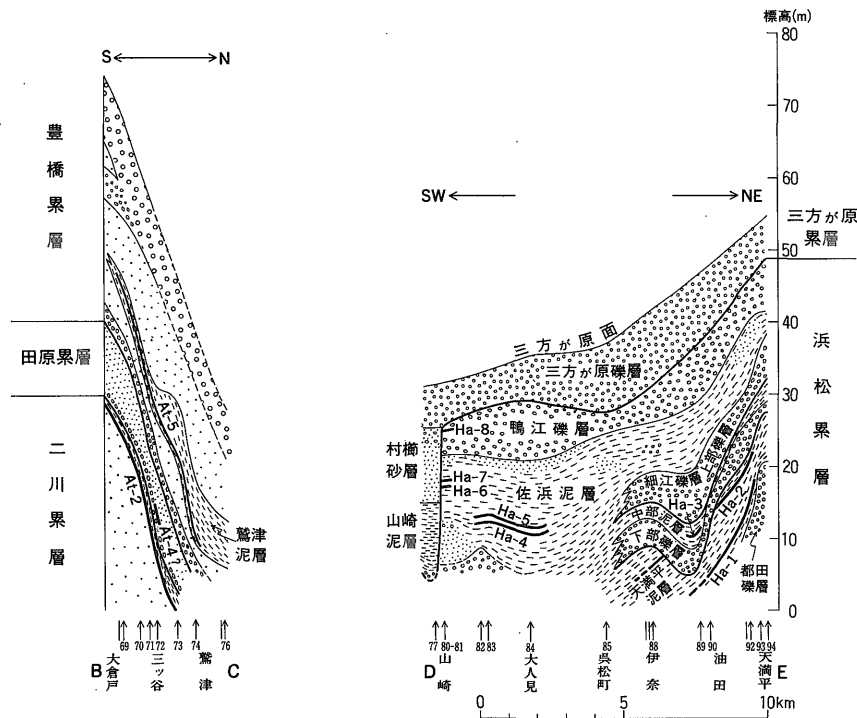 標高(m)
80
70
60
50
40
30
20
10
0
S
N
SW
NE
豊橋累層
田原累層
二川累層
At-5
At-2
At-4?
鷲津
泥層
三方が原
累層
浜松累層
三方が原面
三方が原礫層
鴨江礫層
Ha-8
村櫛
砂層
山崎
泥層
Ha-7
Ha-6
佐浜泥層
Ha-5
Ha-4
細江礫層
上部礫層
Ha-3
中部泥層
下部礫層
天満平
泥層
Ha-2
Ha-1
都田
礫層
69
70
71
72
73
74
76
B
大倉戸
三ッ谷
鷲津
C
77
80-81
82
83
84
85
88
89
90
92
93
94
D
山崎
大人見
呉松町
伊奈
油田
天満平
E
0
5
10km